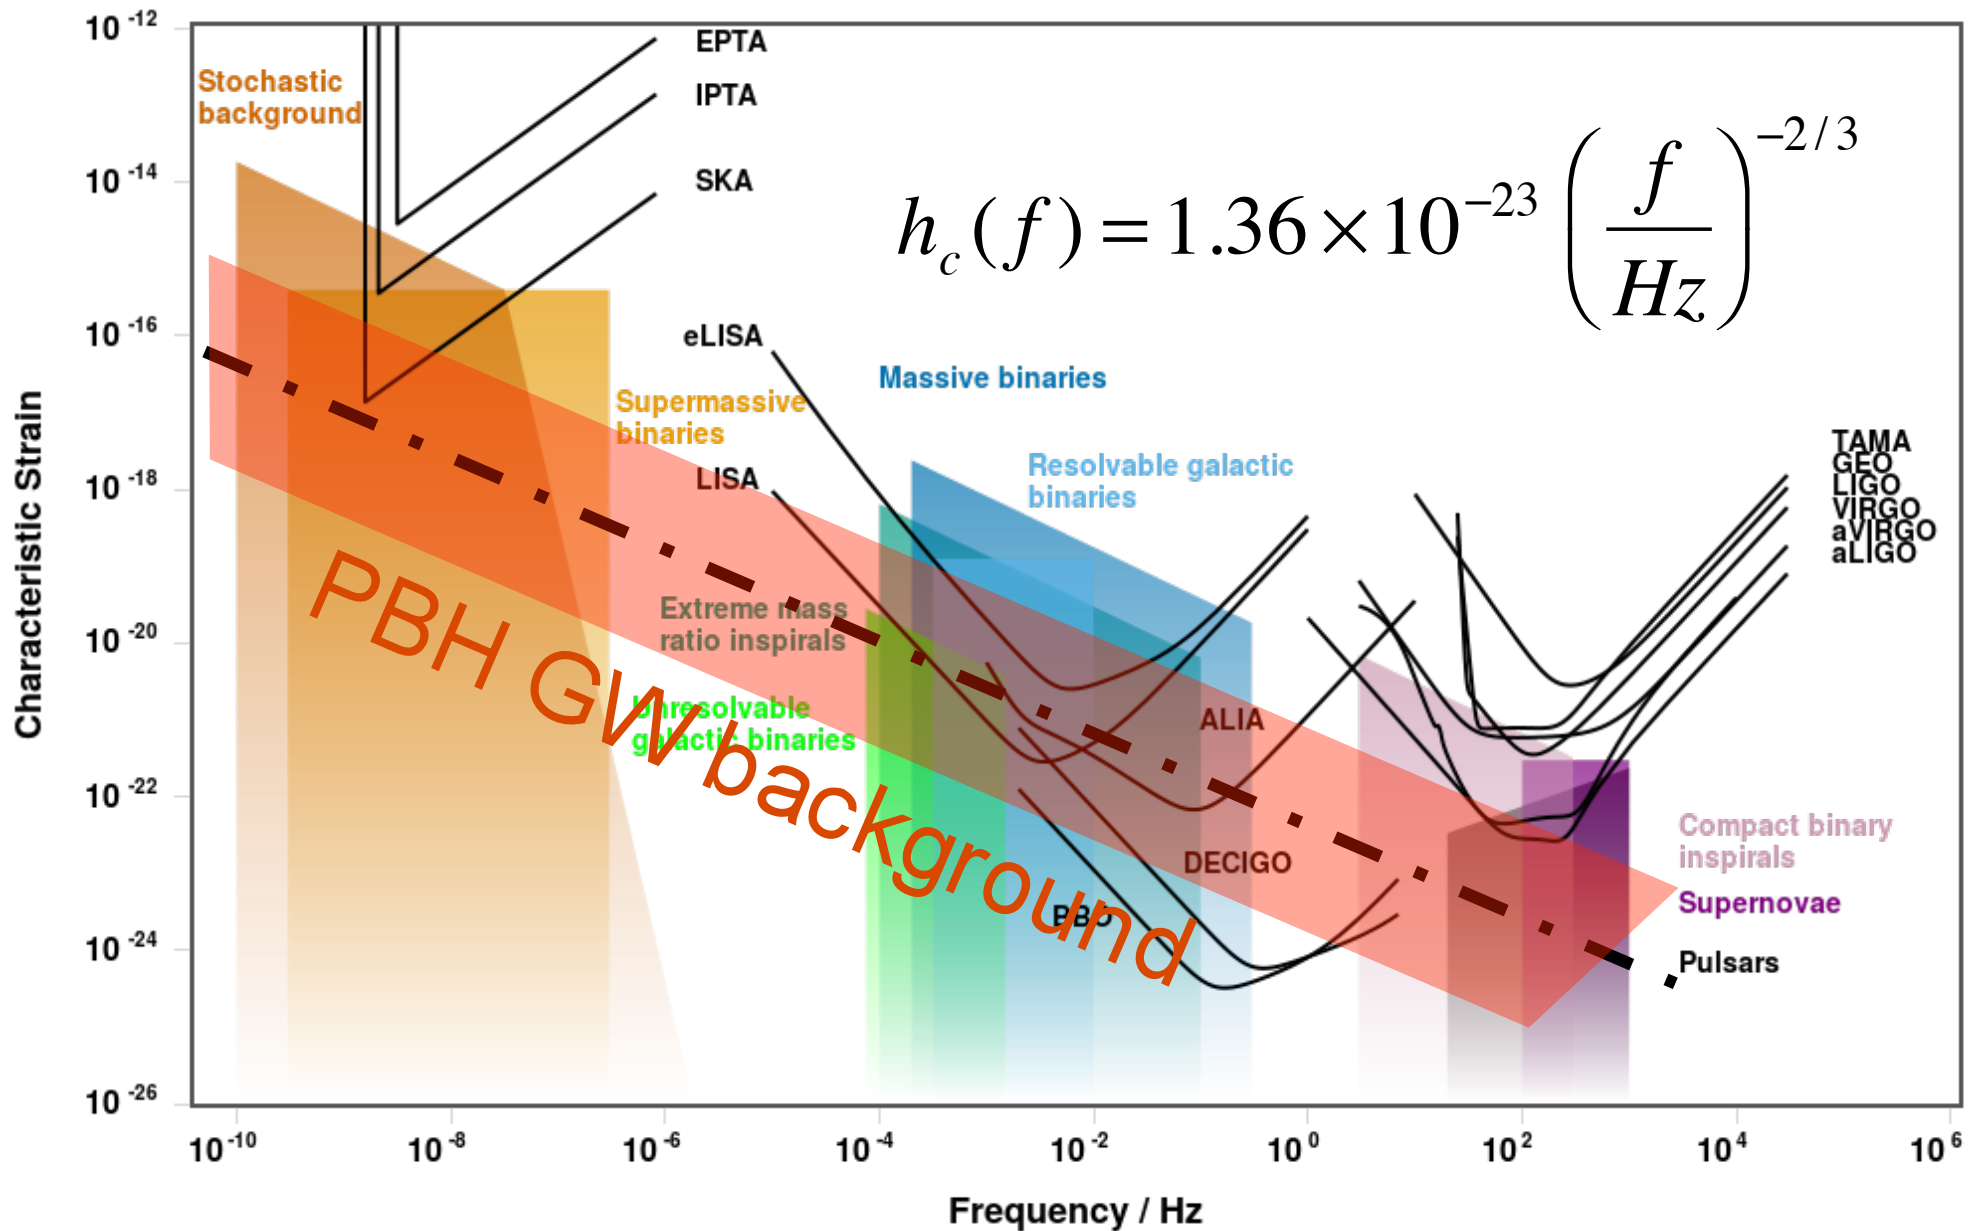 10^-12
10^-14
10^-16
10^-18
10^-20
10^-22
10^-24
10^-26
Characteristic Strain
Stochastic
background
EPTA
IPTA
SKA
h_c(f) = 1.36×10^-23 (f/Hz)^-2/3
eLISA
Massive binaries
Supermassive
binaries
LISA
Resolvable galactic
binaries
TAMA
GEO
LIGO
VIRGO
aVIRGO
aLIGO
Extreme mass
ratio inspirals
Unresolvable
galactic binaries
PBH GW background
ALIA
DECIGO
BBO
Compact binary
inspirals
Supernovae
Pulsars
10^-10 10^-8 10^-6 10^-4 10^-2 10^0 10^2 10^4 10^6
Frequency / Hz